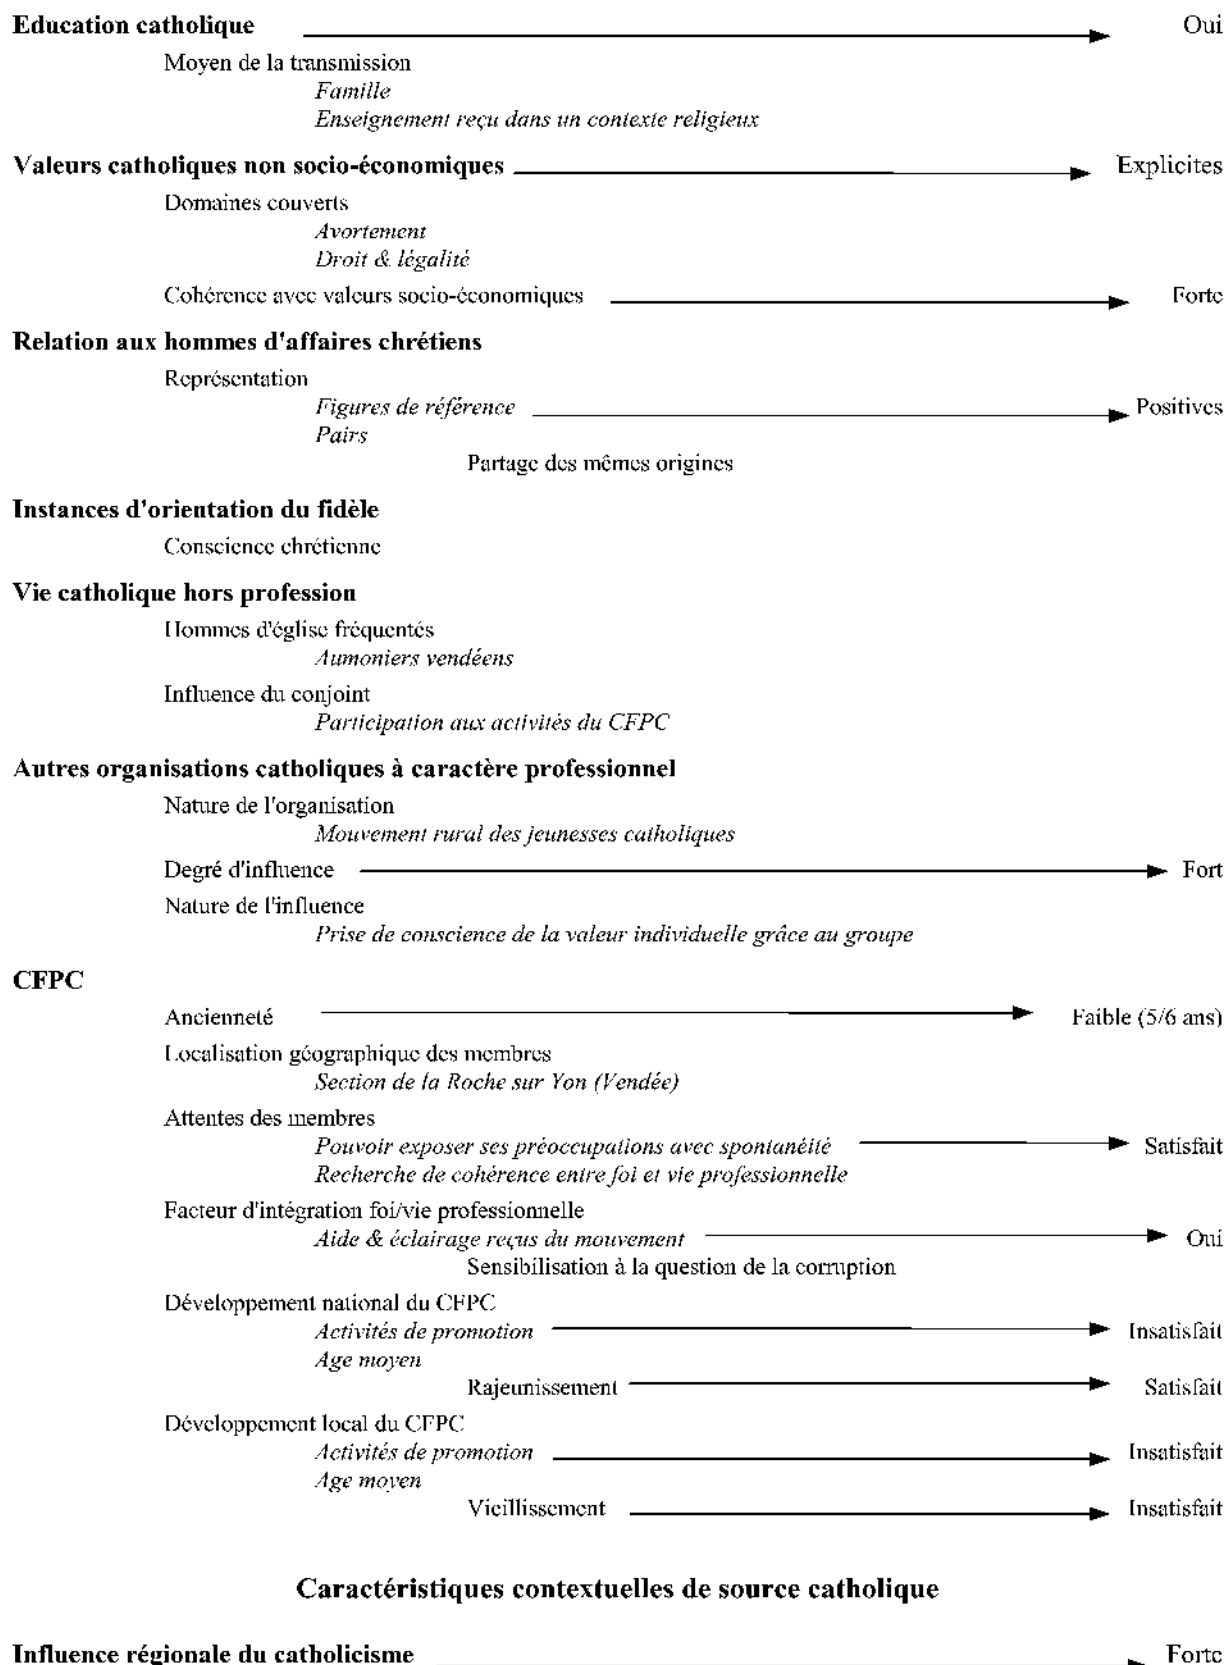 Education catholique Oui
Moyen de la transmission
Famille
Enseignement reçu dans un contexte religieux
Valeurs catholiques non socio-économiques Explicites
Domaines couverts
Avortement
Droit & légalité
Cohérence avec valeurs socio-économiques Forte
Relation aux hommes d'affaires chrétiens
Représentation
Figures de référence Positives
Pairs
Partage des mêmes origines
Instances d'orientation du fidèle
Conscience chrétienne
Vie catholique hors profession
Hommes d'église fréquentés
Aumoniers vendéens
Influence du conjoint
Participation aux activités du CFPC
Autres organisations catholiques à caractère professionnel
Nature de l'organisation
Mouvement rural des jeunesses catholiques
Degré d'influence Fort
Nature de l'influence
Prise de conscience de la valeur individuelle grâce au groupe
CFPC
Ancienneté Faible (5/6 ans)
Localisation géographique des membres
Section de la Roche sur Yon (Vendée)
Attentes des membres
Pouvoir exposer ses préoccupations avec spontanéité Satisfait
Recherche de cohérence entre foi et vie professionnelle
Facteur d'intégration foi/vie professionnelle
Aide & éclairage reçus du mouvement Oui
Sensibilisation à la question de la corruption
Développement national du CFPC
Activités de promotion Insatisfait
Age moyen
Rajeunissement Satisfait
Développement local du CFPC
Activités de promotion Insatisfait
Age moyen
Vieillissement Insatisfait
Caractéristiques contextuelles de source catholique
Influence régionale du catholicisme Forte